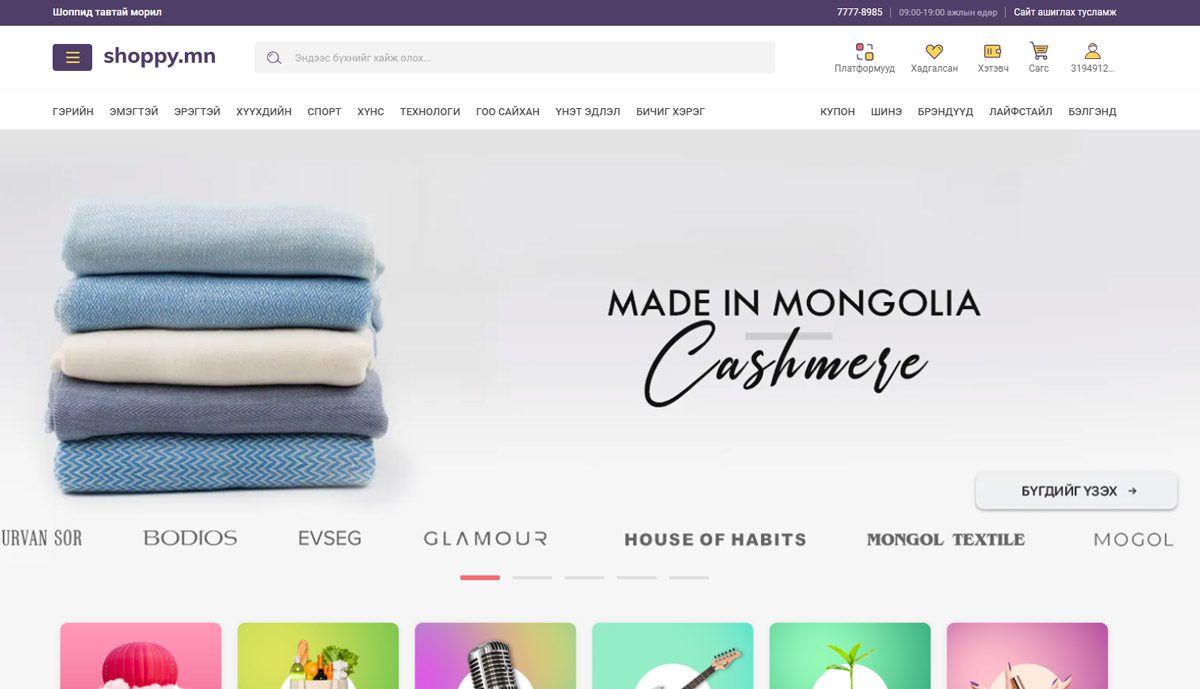 Шоппид тавтай морил
7777-8985
09:00-19:00 ажлын өдөр
Сайт ашиглах тусламж
shoppy.mn
Эндээс бүхнийг хайж олох...
Платформууд
Хадгалсан
Хэтэвч
Сагс
3194912...
ГЭРИЙН ЭМЭГТЭЙ ЭРЭГТЭЙ ХҮҮХДИЙН СПОРТ ХҮНС ТЕХНОЛОГИ ГОО САЙХАН ҮНЭТ ЭДЛЭЛ БИЧИГ ХЭРЭГ
КУПОН ШИНЭ БРЭНДҮҮД ЛАЙФСТАЙЛ БЭЛГЭНД
MADE IN MONGOLIA
Cashmere
БҮГДИЙГ ҮЗЭХ →
URVAN SOR
BODIOS
EVSEG
GLAMOUR
HOUSE OF HABITS
MONGOL TEXTILE
MOGOL